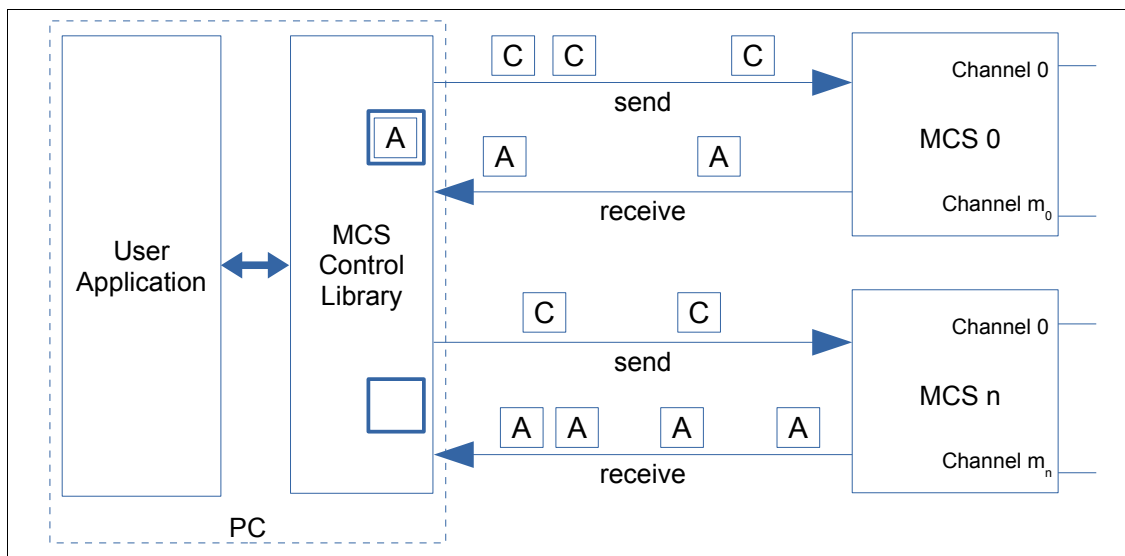 C C C
Channel 0
send
A
A A
MCS 0
receive
Channel m₀
User
Application
MCS
Control
Library
C C
Channel 0
send
MCS n
A A A A
receive
Channel mₙ
PC